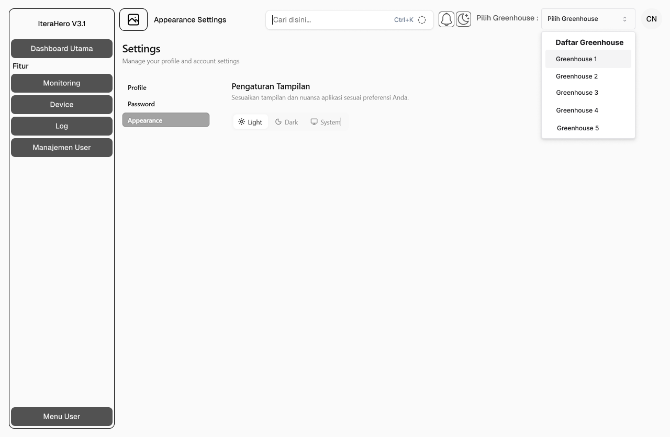 IteraHero V3.1
Appearance Settings
Cari disini...
Ctrl+K
Pilih Greenhouse :
Pilih Greenhouse
CN
Dashboard Utama
Fitur
Monitoring
Device
Log
Manajemen User
Menu User
Settings
Manage your profile and account settings
Profile
Password
Appearance
Pengaturan Tampilan
Sesuaikan tampilan dan nuansa aplikasi sesuai preferensi Anda.
Light
Dark
System
Daftar Greenhouse
Greenhouse 1
Greenhouse 2
Greenhouse 3
Greenhouse 4
Greenhouse 5